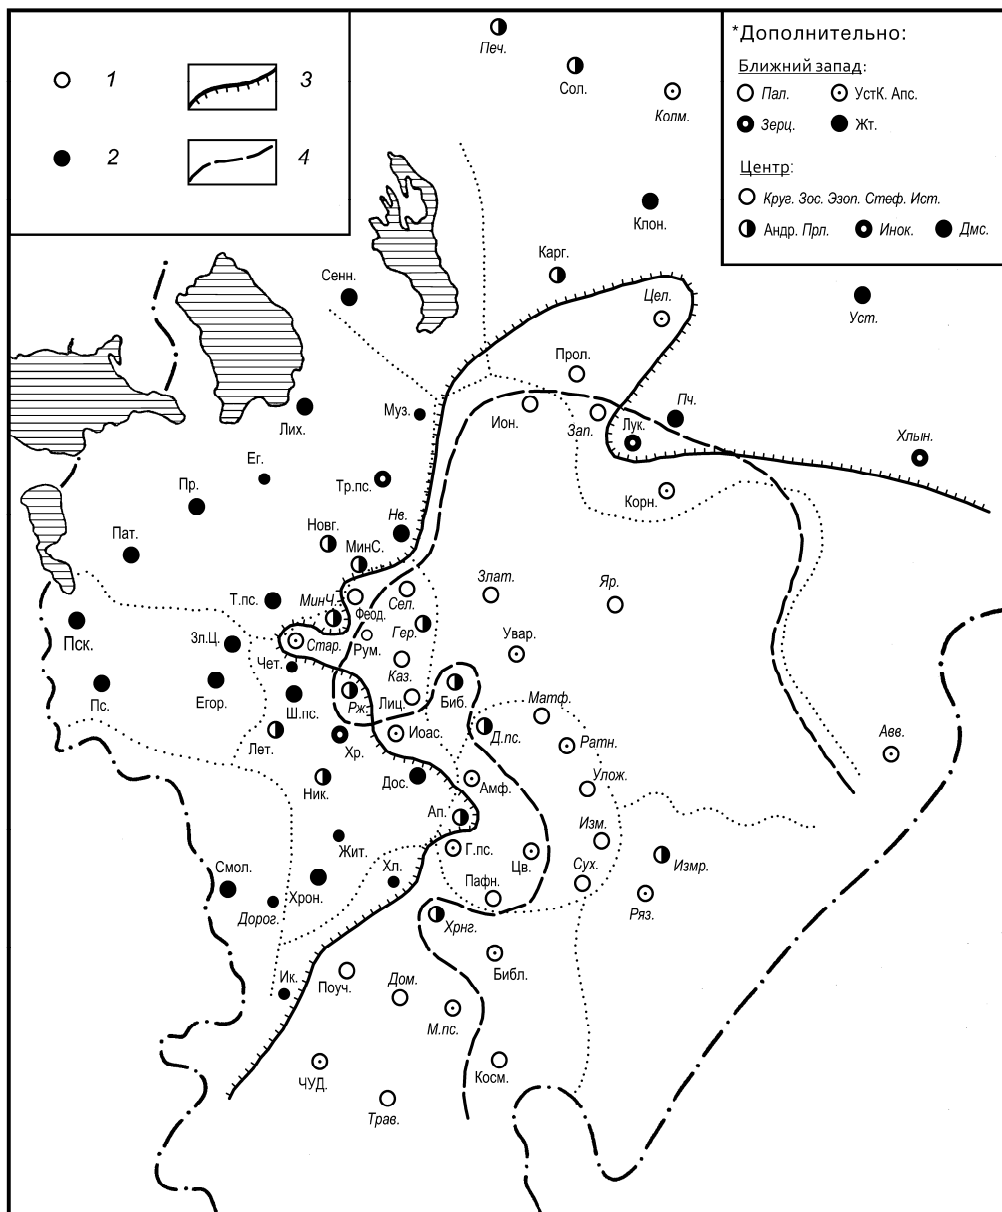 1
3
2
4
*Дополнительно:
Ближний запад:
Пал. УстК. Апс.
Зерц. Жт.
Центр:
Круг. Зос. Эзоп. Стеф. Ист.
Андр. Прл. Инок. Дмс.
Печ.
Сол.
Колм.
Клон.
Карг.
Сенн.
Цел.
Уст.
Прол.
Муз.
Лих.
Ион.
Зап.
Лук.
Пч.
Хлын.
Ег.
Пр.
Тр.пс.
Корн.
Нв.
Новг.
МинС.
Пат.
Злат.
Яр.
Т.пс.
МинЧ.
Феод.
Сел.
Гер.
Пск.
Зл.Ц.
Стар.
Рум.
Увар.
Чет.
Каз.
Пс.
Егор.
Ш.пс.
Рж.
Лиц.
Биб.
Матф.
Лет.
Хр.
Иоас.
Д.пс.
Ратн.
Авв.
Ник.
Дос.
Амф.
Улож.
Ап.
Жит.
Г.пс.
Цв.
Изм.
Измр.
Смол.
Хрон.
Хл.
Сух.
Пафн.
Ряз.
Дорог.
Хрнг.
Библ.
Ик.
Поуч.
Дом.
М.пс.
ЧУД.
Косм.
Трав.